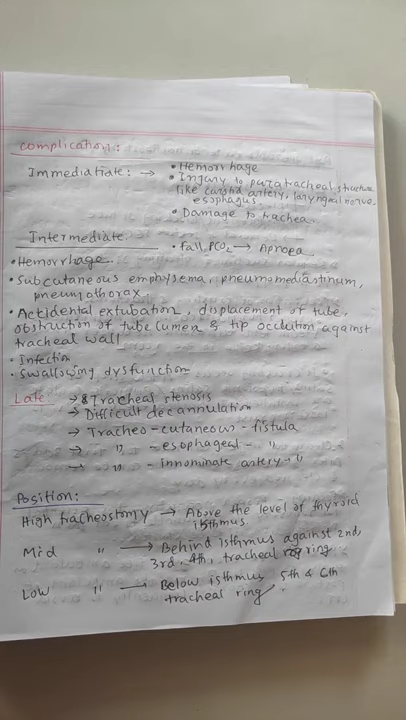 Complication:
Immediatiate: → • Hemorrhage
• Injury to paratracheal structure
like carotid artery, laryngeal nerve
esophagus
• Damage to trachea.
• fall PCO2 → Apnoea.
Intermediate:
• Hemorrhage
• Subcutaneous emphysema, pneumomediastinum,
pneumothorax
• Accidental extubation, displacement of tube,
obstruction of tube lumen & tip occlution against
tracheal wall
• Infection
• Swallowing dysfunction
Late → Tracheal stenosis
→ Difficult decannulation
→ Tracheo-cutaneous-fistula
→ " -esophageal- "
→ " -innominate artery- "
Position:
High tracheostomy → Above the level of thyroid
isthmus.
Mid " → Behind isthmus against 2nd,
3rd, 4th, tracheal ring
Low " → Below isthmus, 5th & 6th
tracheal ring